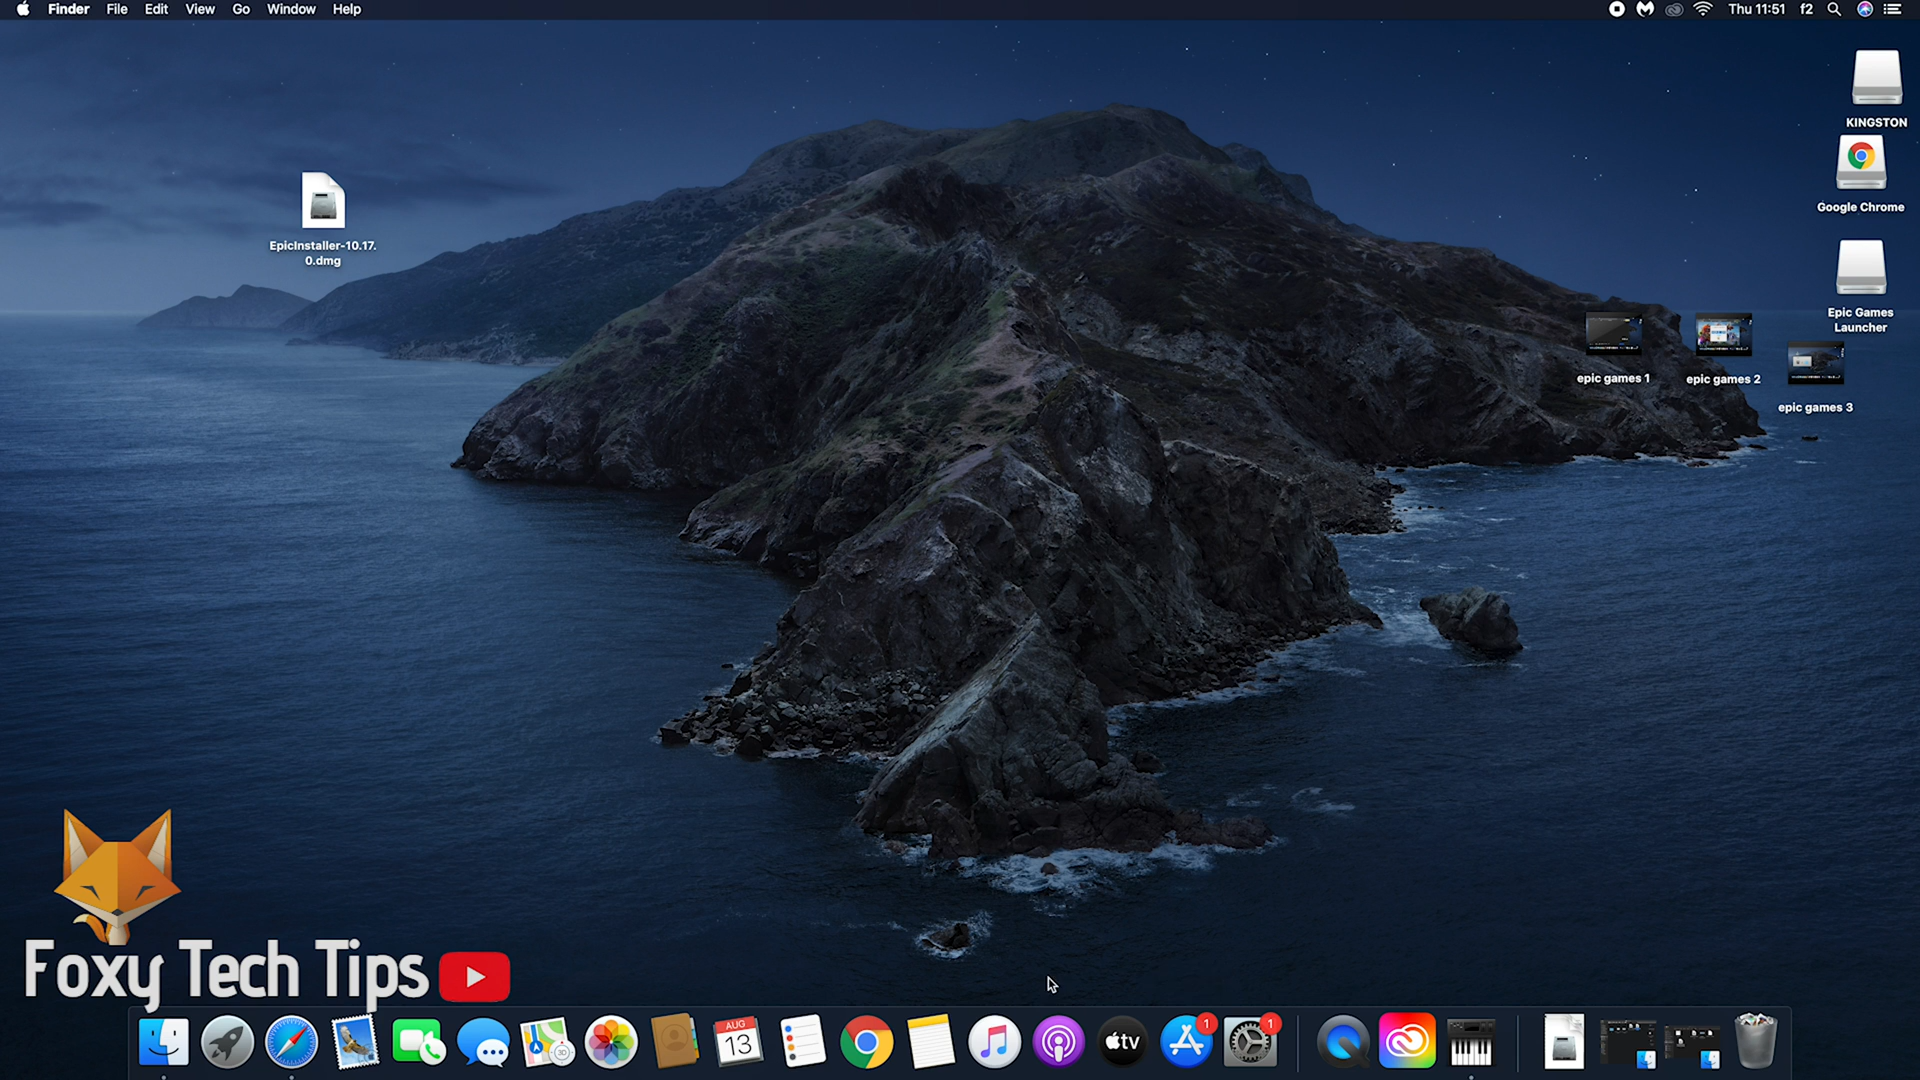 Finder File Edit View Go Window Help
Thu 11:51 f2
KINGSTON
Google Chrome
EpicInstaller-10.17.
0.dmg
Epic Games
Launcher
epic games 1
epic games 2
epic games 3
Foxy Tech Tips
AUG
13
3D
tv
1
1